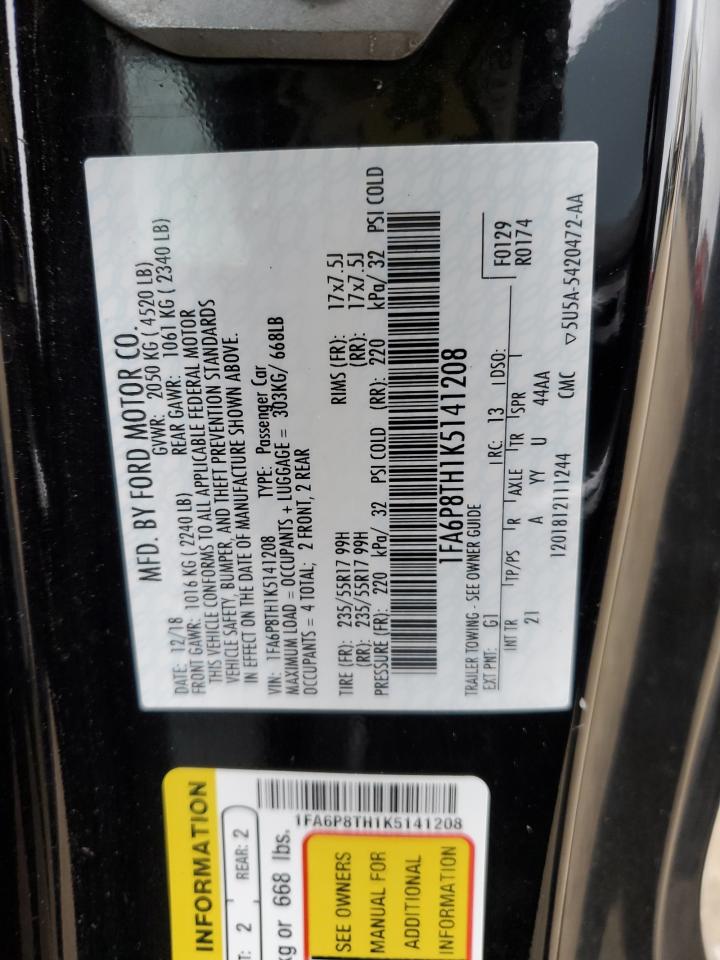 MFD. BY FORD MOTOR CO.
DATE: 12/18 GVWR: 2050 KG ( 4520 LB)
FRONT GAWR: 1016 KG ( 2240 LB) REAR GAWR: 1061 KG ( 2340 LB)
THIS VEHICLE CONFORMS TO ALL APPLICABLE FEDERAL MOTOR
VEHICLE SAFETY, BUMPER, AND THEFT PREVENTION STANDARDS
IN EFFECT ON THE DATE OF MANUFACTURE SHOWN ABOVE.
VIN: 1FA6P8TH1K5141208 TYPE: Passenger Car
MAXIMUM LOAD = OCCUPANTS + LUGGAGE = 303KG/ 668LB
OCCUPANTS = 4 TOTAL; 2 FRONT, 2 REAR
TIRE (FR): 235/55R17 99H RIMS (FR): 17x7.5J
(RR): 235/55R17 99H (RR): 17x7.5J
PRESSURE (FR): 220 kPa/ 32 PSI COLD (RR): 220 kPa/ 32 PSI COLD
1FA6P8TH1K5141208
TRAILER TOWING - SEE OWNER GUIDE
EXT PNT: G1 RC: 13 DSO: F0129
R0174
INT TR TP/PS R AXLE TR SPR
21 A YY U 44AA
12018121111244 CMC ▽5U5A-5420472-AA
INFORMATION
2 REAR: 2
kg or 668 lbs.
1FA6P8TH1K5141208
SEE OWNERS
MANUAL FOR
ADDITIONAL
INFORMATION